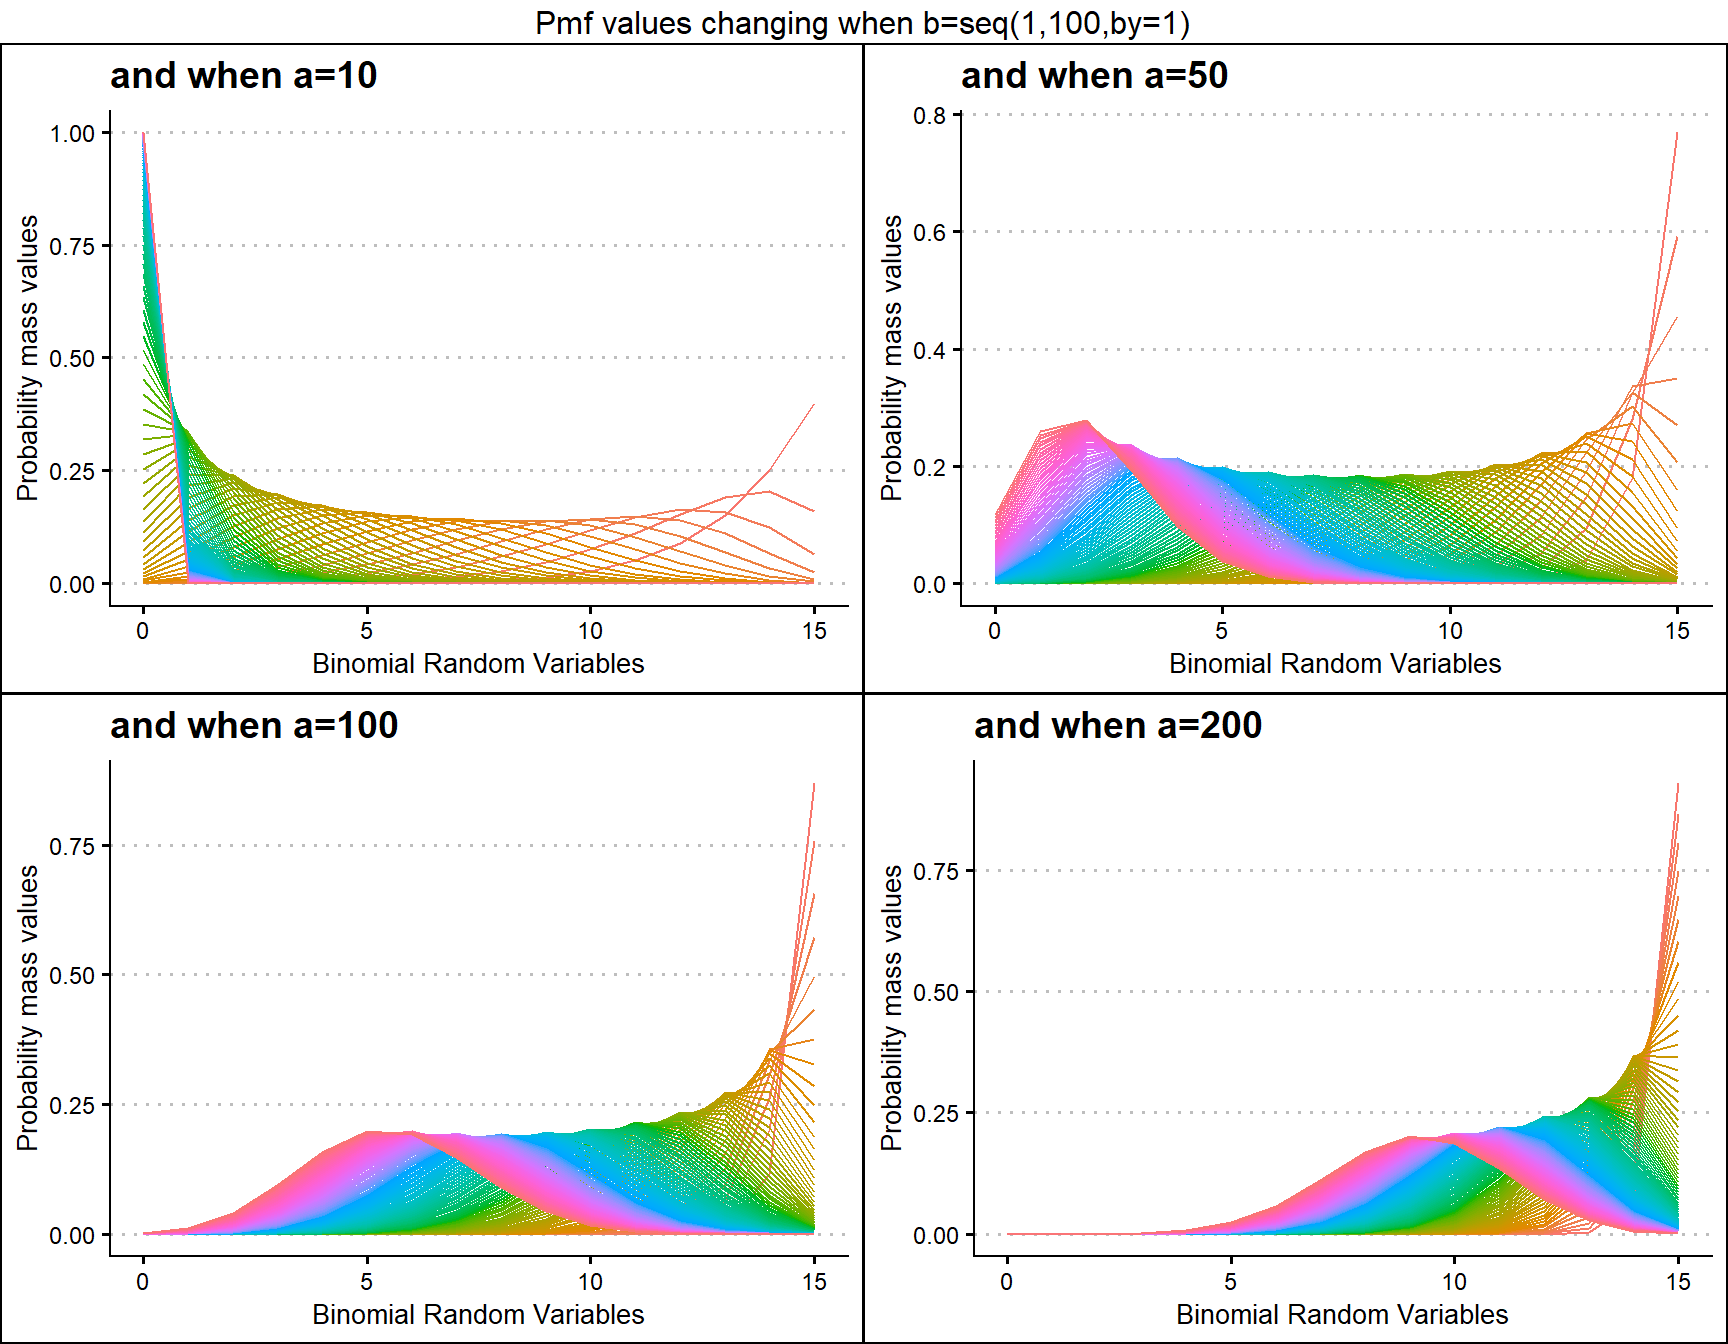 Pmf values changing when b=seq(1,100,by=1)
and when a=10
Probability mass values
1.00
0.75
0.50
0.25
0.00
0 5 10 15
Binomial Random Variables
and when a=50
Probability mass values
0.8
0.6
0.4
0.2
0.0
0 5 10 15
Binomial Random Variables
and when a=100
Probability mass values
0.75
0.50
0.25
0.00
0 5 10 15
Binomial Random Variables
and when a=200
Probability mass values
0.75
0.50
0.25
0.00
0 5 10 15
Binomial Random Variables